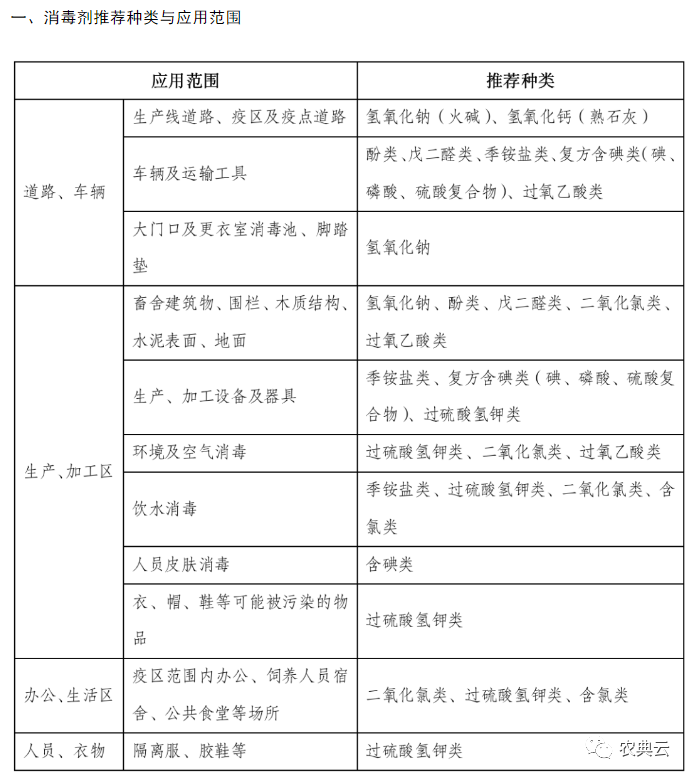 一、消毒剂推荐种类与应用范围
应用范围 推荐种类
道路、车辆
生产线道路、疫区及疫点道路 氢氧化钠(火碱)、氢氧化钙(熟石灰)
车辆及运输工具
酚类、戊二醛类、季铵盐类、复方含碘类(碘、
磷酸、硫酸复合物)、过氧乙酸类
大门口及更衣室消毒池、脚踏
垫
氢氧化钠
生产、加工区
畜舍建筑物、围栏、木质结构、
水泥表面、地面
氢氧化钠、酚类、戊二醛类、二氧化氯类、
过氧乙酸类
生产、加工设备及器具
季铵盐类、复方含碘类(碘、磷酸、硫酸复
合物)、过硫酸氢钾类
环境及空气消毒 过硫酸氢钾类、二氧化氯类、过氧乙酸类
饮水消毒
季铵盐类、过硫酸氢钾类、二氧化氯类、含
氯类
人员皮肤消毒 含碘类
衣、帽、鞋等可能被污染的物
品
过硫酸氢钾类
办公、生活区
疫区范围内办公、饲养人员宿
舍、公共食堂等场所
二氧化氯类、过硫酸氢钾类、含氯类
人员、衣物 隔离服、胶鞋等 过硫酸氢钾类
农典云